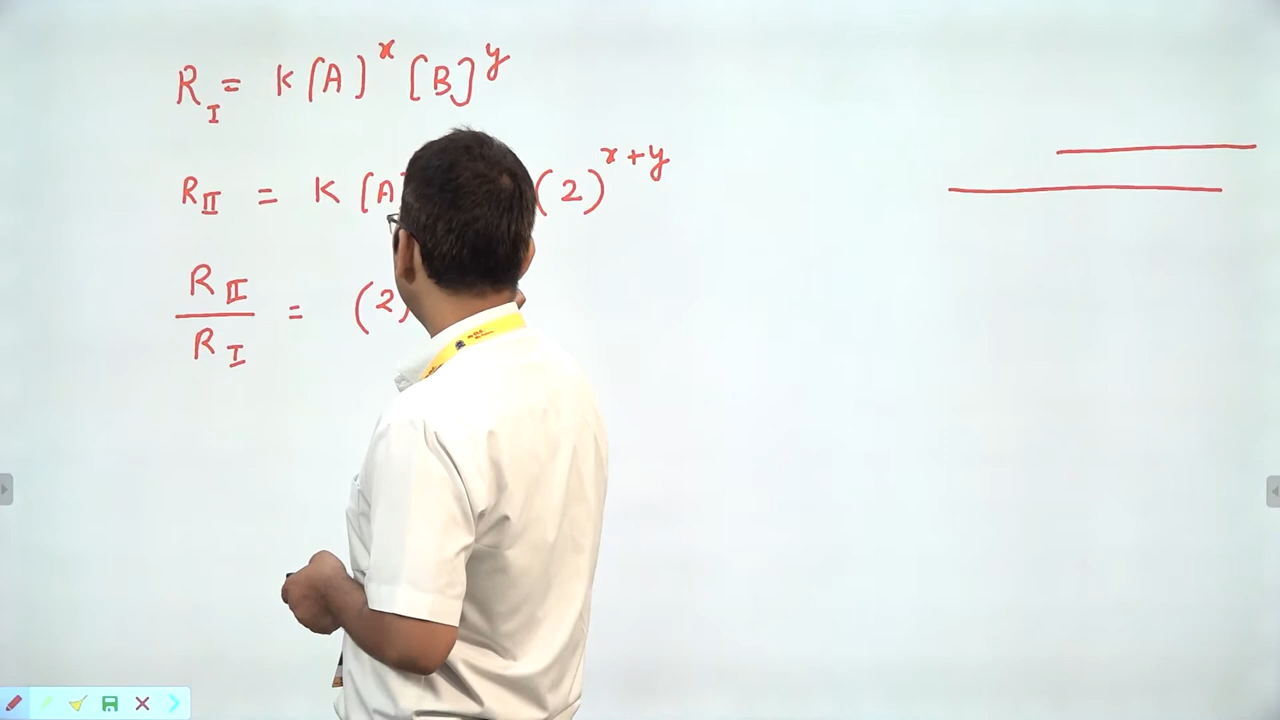 R_I = K[A]^x [B]^y
R_II = K [A (2)^x+y
R_II / R_I = (2)